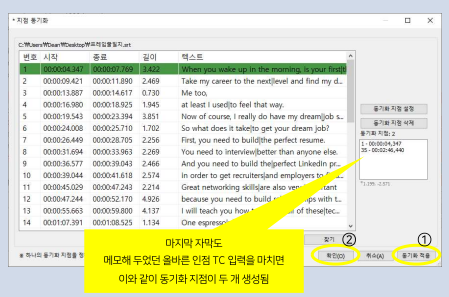 * 지점 동기화
C:₩Users₩Dean₩Desktop₩프레임물일지.srt
번호 시작 종료 길이 텍스트
1 00:00:04.347 00:00:07.769 3.422 When you wake up in the morning, is your first|t
2 00:00:09.421 00:00:11.890 2.469 Take my career to the next|level and find my d...
3 00:00:13.887 00:00:14.617 0.730 Me too,
4 00:00:16.980 00:00:18.925 1.945 at least I used|to feel that way.
5 00:00:19.543 00:00:23.394 3.851 Now of course, I really do have my dream|job s...
6 00:00:24.008 00:00:25.710 1.702 So what does it take|to get your dream job?
7 00:00:26.449 00:00:28.705 2.256 First, you need to build|the perfect resume.
8 00:00:31.694 00:00:33.963 2.269 You need to interview|better than anyone else.
9 00:00:36.577 00:00:39.043 2.466 And you need to build the|perfect LinkedIn pr...
10 00:00:39.044 00:00:41.618 2.574 in order to get recruiters|and employers to f...
11 00:00:45.029 00:00:47.243 2.214 Great networking skills|are also very important
12 00:00:47.244 00:00:52.170 4.926 because you need to build relationships with t...
13 00:00:55.663 00:00:59.800 4.137 I will teach you how of these|tec...
14 00:01:07.391 00:01:08.525 1.134 One espresso
동기화 지점 설정
동기화 지점 삭제
동기화 지점: 2
1 - 00:00:04,347
35 - 00:02:46,440
*1.195, -2.571
찾기
② ①
※ 하나의 동기화 지점을 확인(O) 취소(A) 동기화 적용
마지막 자막도
메모해 두었던 올바른 인점 TC 입력을 마치면
이와 같이 동기화 지점이 두 개 생성됨